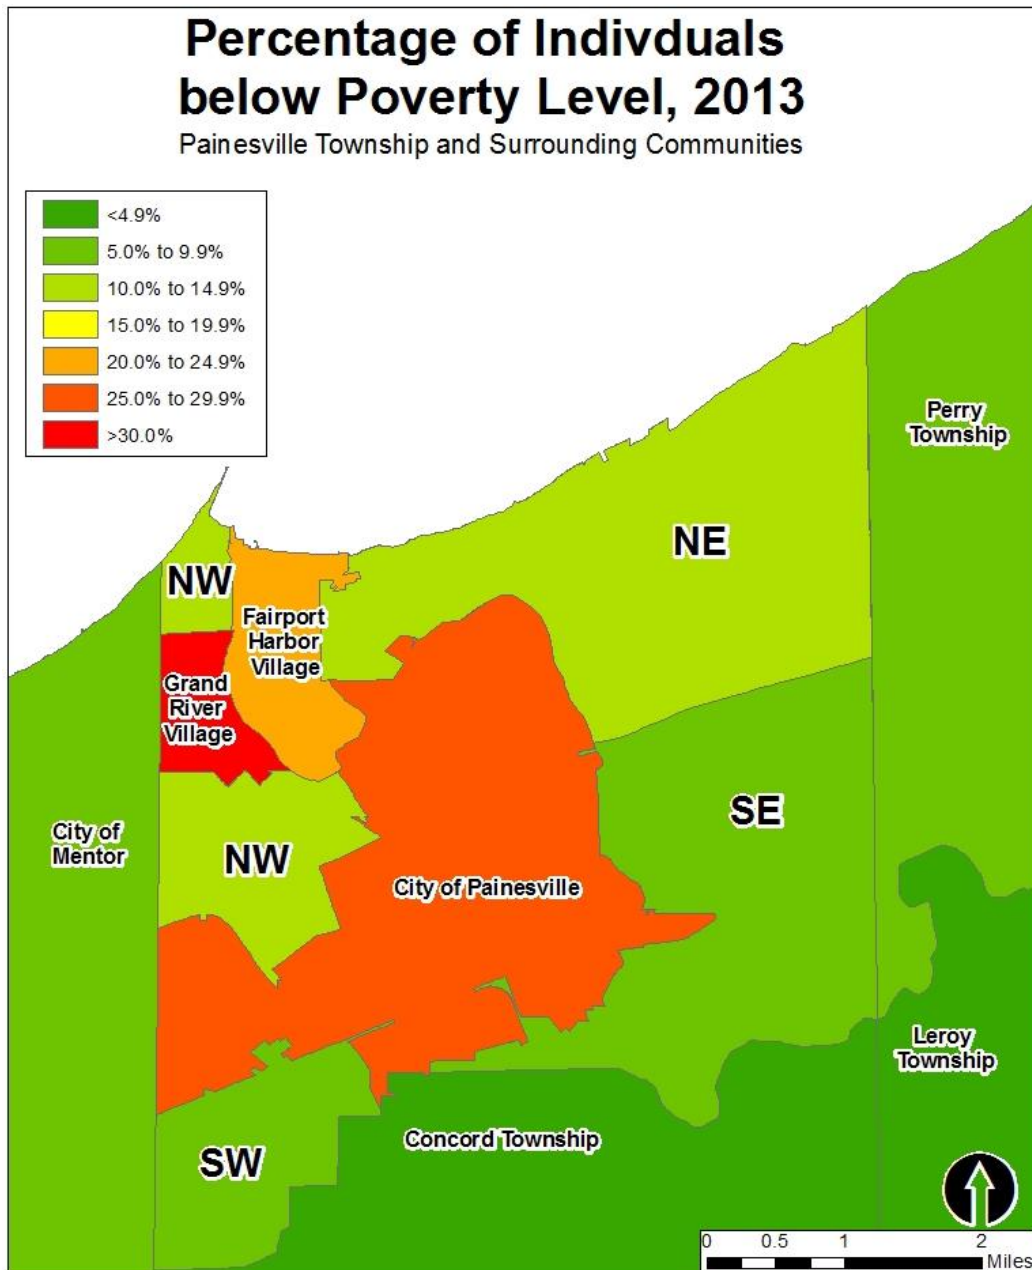 Percentage of Indivduals
below Poverty Level, 2013
Painesville Township and Surrounding Communities
<4.9%
5.0% to 9.9%
10.0% to 14.9%
15.0% to 19.9%
20.0% to 24.9%
25.0% to 29.9%
>30.0%
Perry
Township
NE
NW
Fairport
Harbor
Village
Grand
River
Village
SE
City of
Mentor
NW
City of Painesville
Leroy
Township
Concord Township
SW
0 0.5 1 2
Miles